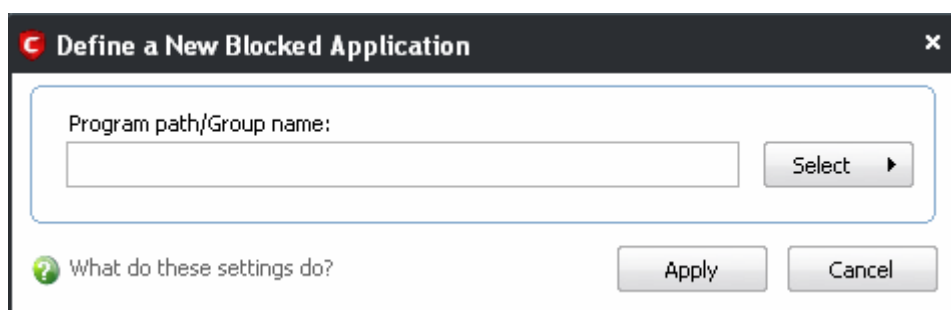 C Define a New Blocked Application ×
Program path/Group name:
Select
? What do these settings do?
Apply
Cancel